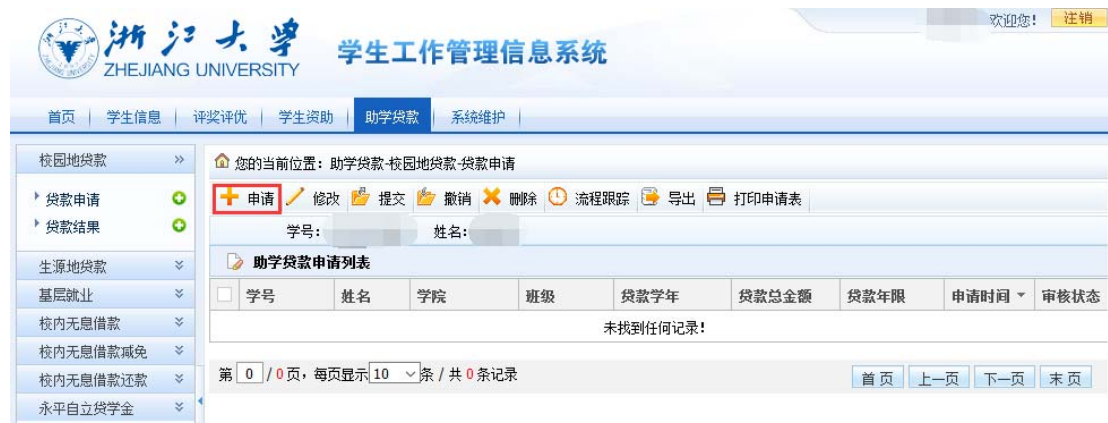 欢迎您! 注销
浙江大学
ZHEJIANG UNIVERSITY
学生工作管理信息系统
首页 学生信息 评奖评优 学生资助 助学贷款 系统维护
校园地贷款
贷款申请
贷款结果
生源地贷款
基层就业
校内无息借款
校内无息借款减免
校内无息借款还款
永平自立贷学金
您的当前位置：助学贷款-校园地贷款-贷款申请
申请 修改 提交 撤销 删除 流程跟踪 导出 打印申请表
学号： 姓名：
助学贷款申请列表
学号 姓名 学院 班级 贷款学年 贷款总金额 贷款年限 申请时间 审核状态
未找到任何记录！
第 0 / 0 页，每页显示 10 条 / 共 0 条记录
首页 上一页 下一页 末页